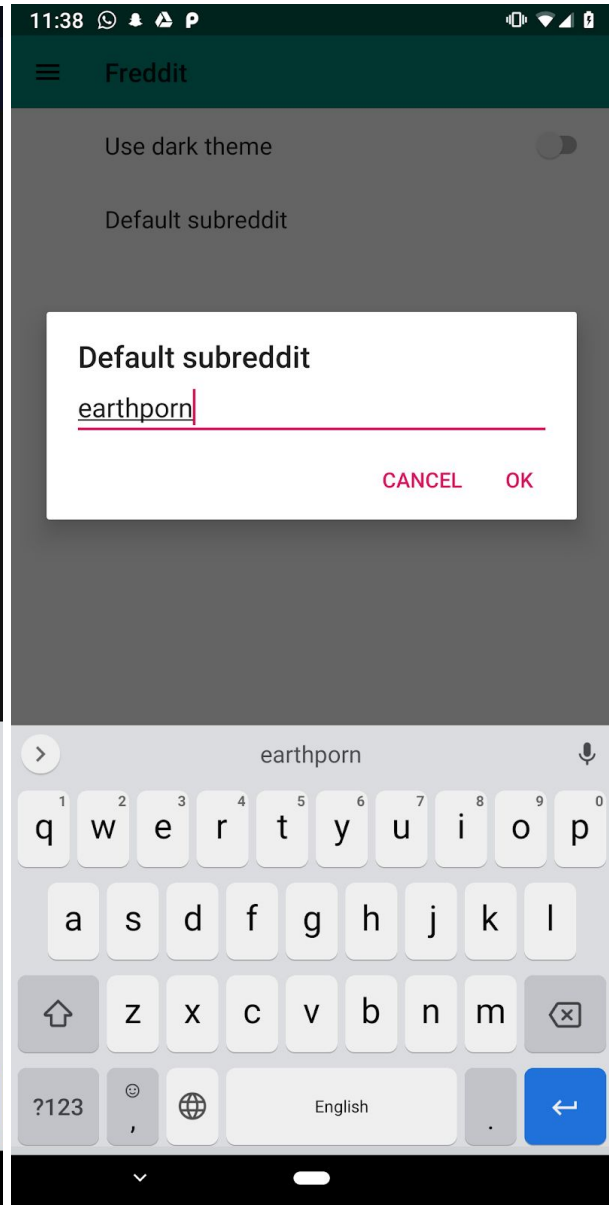 11:38
Freddit
Use dark theme
Default subreddit
Default subreddit
earthporn
CANCEL OK
earthporn
1 2 3 4 5 6 7 8 9 0
q w e r t y u i o p
a s d f g h j k l
z x c v b n m
?123 , English .